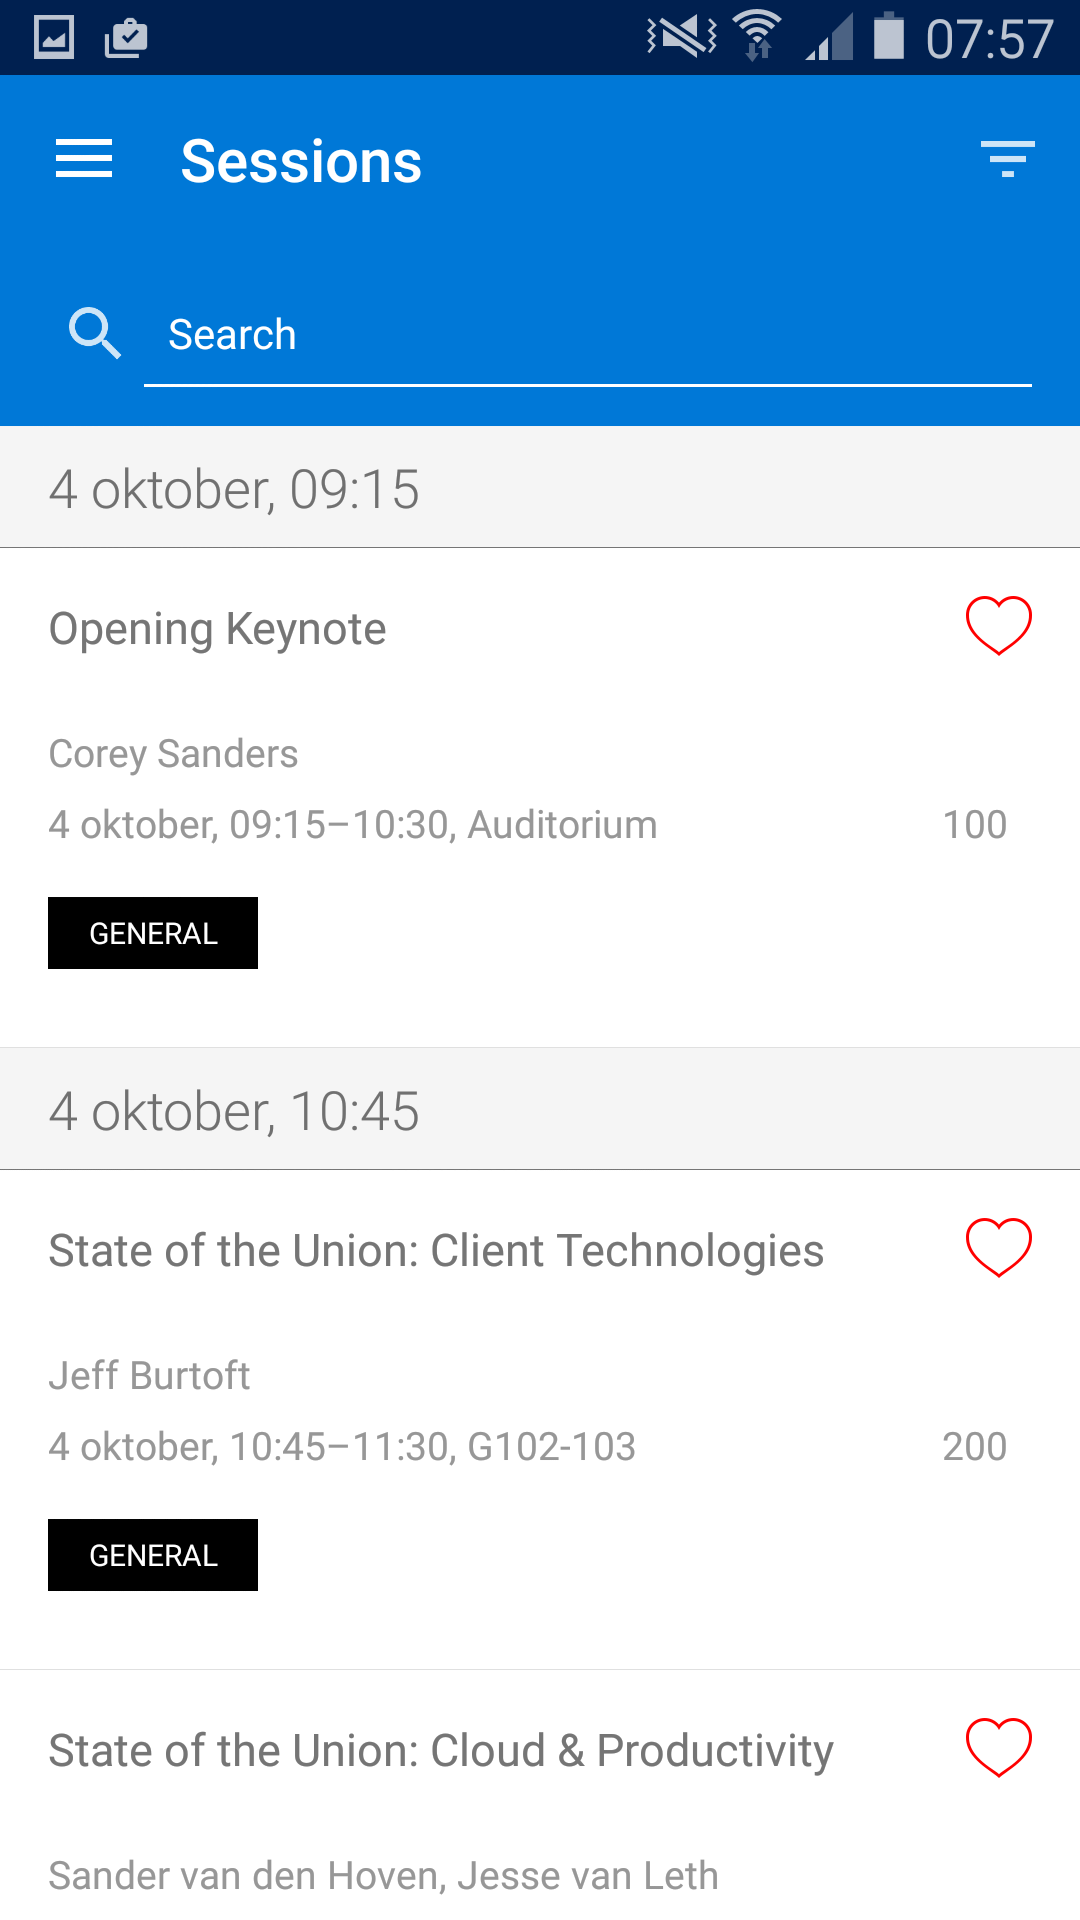 07:57
Sessions
Search
4 oktober, 09:15
Opening Keynote
Corey Sanders
4 oktober, 09:15–10:30, Auditorium 100
GENERAL
4 oktober, 10:45
State of the Union: Client Technologies
Jeff Burtoft
4 oktober, 10:45–11:30, G102-103 200
GENERAL
State of the Union: Cloud & Productivity
Sander van den Hoven, Jesse van Leth